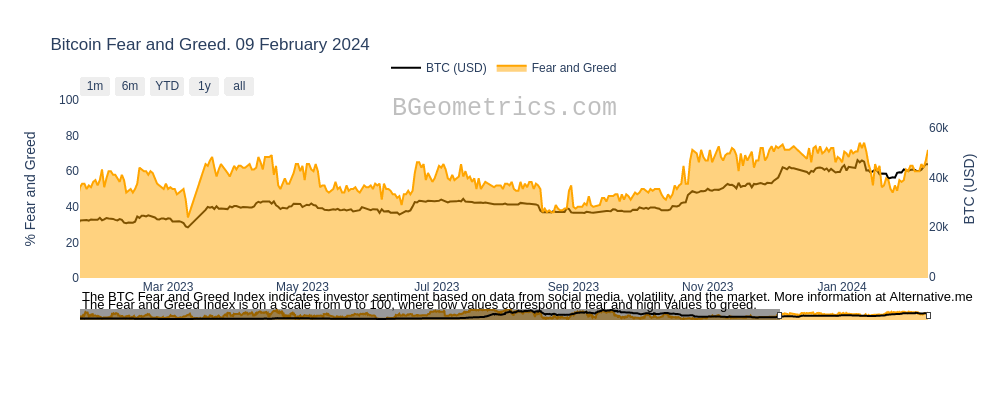 Bitcoin Fear and Greed. 09 February 2024
BTC (USD)
Fear and Greed
1m
6m
YTD
1y
all
BGeometrics.com
100
80
60
40
20
0
% Fear and Greed
60k
40k
20k
0
BTC (USD)
Mar 2023
May 2023
Jul 2023
Sep 2023
Nov 2023
Jan 2024
The BTC Fear and Greed Index indicates investor sentiment based on data from social media, volatility, and the market. More information at Alternative.me
The Fear and Greed Index is on a scale from 0 to 100, where low values correspond to fear and high values to greed.